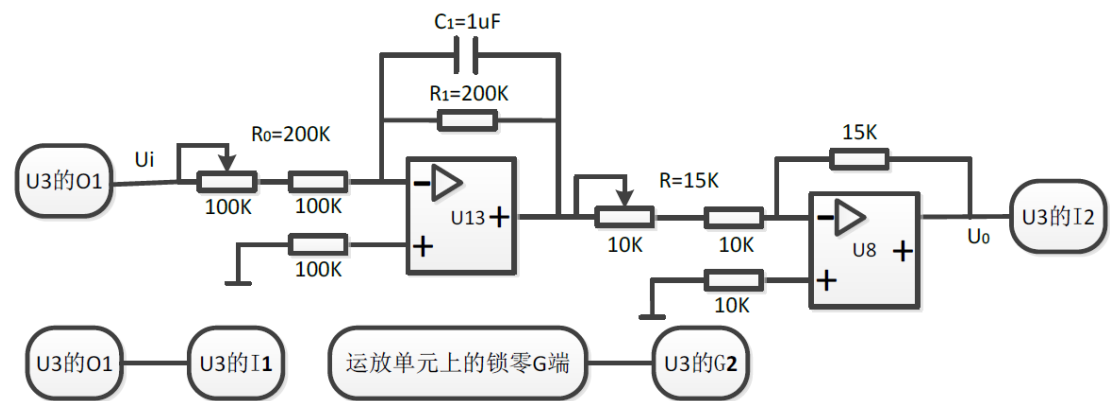 C₁=1uF
R₁=200K
R₀=200K
15K
Ui
U3的O1
R=15K
U3的I2
100K
100K
U13
10K
10K
U8
U₀
100K
10K
U3的O1
U3的I1
运放单元上的锁零G端
U3的G2